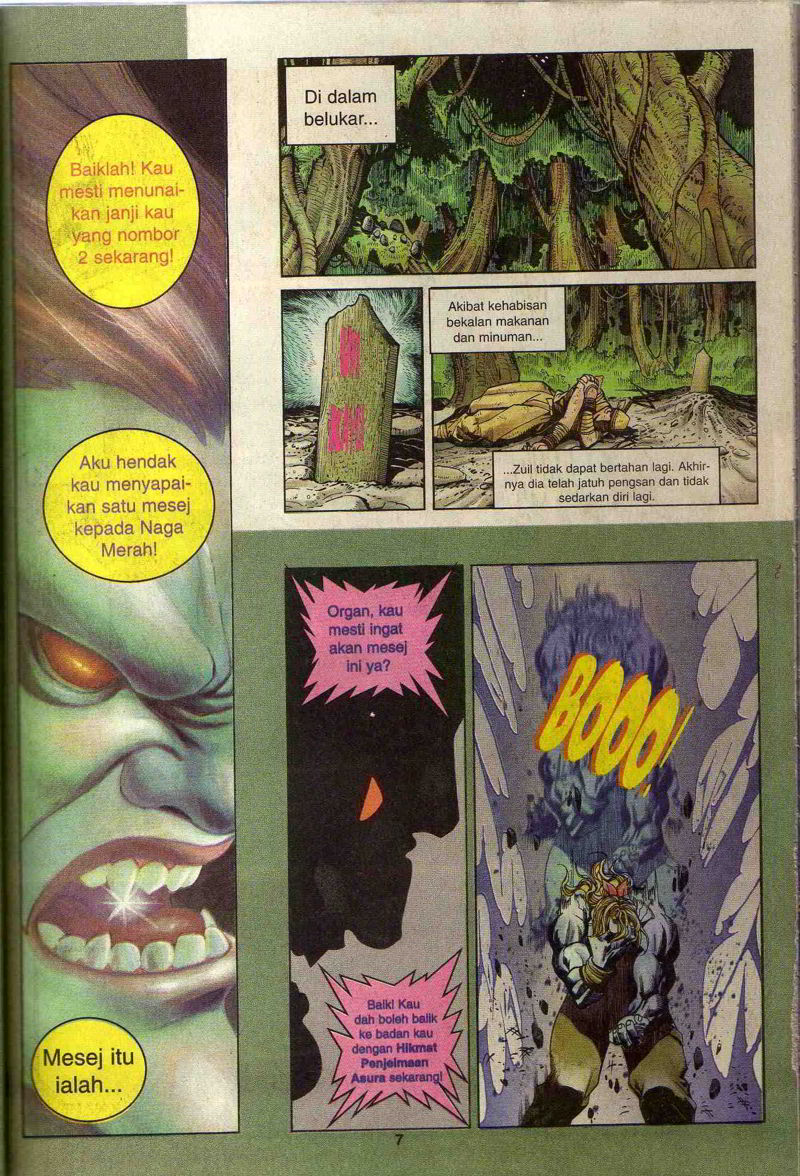 Baiklah! Kau
mesti menunai-
kan janji kau
yang nombor
2 sekarang!
Aku hendak
kau menyapai-
kan satu mesej
kepada Naga
Merah!
Mesej itu
ialah...
Di dalam
belukar...
Akibat kehabisan
bekalan makanan
dan minuman...
...Zuil tidak dapat bertahan lagi. Akhir-
nya dia telah jatuh pengsan dan tidak
sedarkan diri lagi.
Organ, kau
mesti ingat
akan mesej
ini ya?
Baik! Kau
dah boleh balik
ke badan kau
dengan Hikmat
Penjelmaan
Asura sekarang!
BOOO!
7